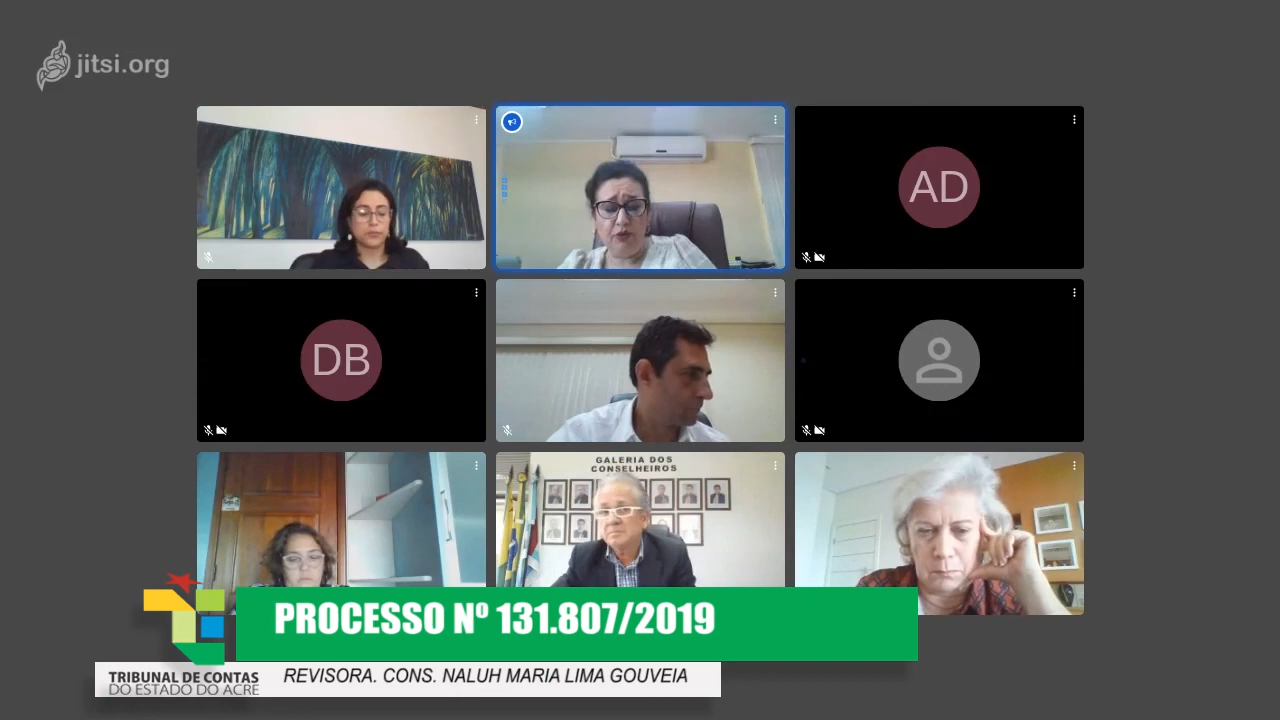 jitsi.org
AD
DB
GALERIA DOS
CONSELHEIROS
PROCESSO Nº 131.807/2019
TRIBUNAL DE CONTAS
DO ESTADO DO ACRE
REVISORA. CONS. NALUH MARIA LIMA GOUVEIA